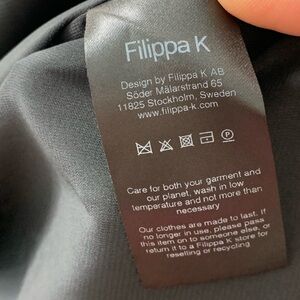 Filippa K
Design by Filippa K AB
Söder Mälarstrand 65
11825 Stockholm, Sweden
www.filippa-k.com
P
Care for both your garment and
our planet, wash in low
temperature and not more than
necessary
Our clothes are made to last. If
no longer in use, please pass
this item on to someone else, or
return it to a Filippa K store for
reselling or recycling